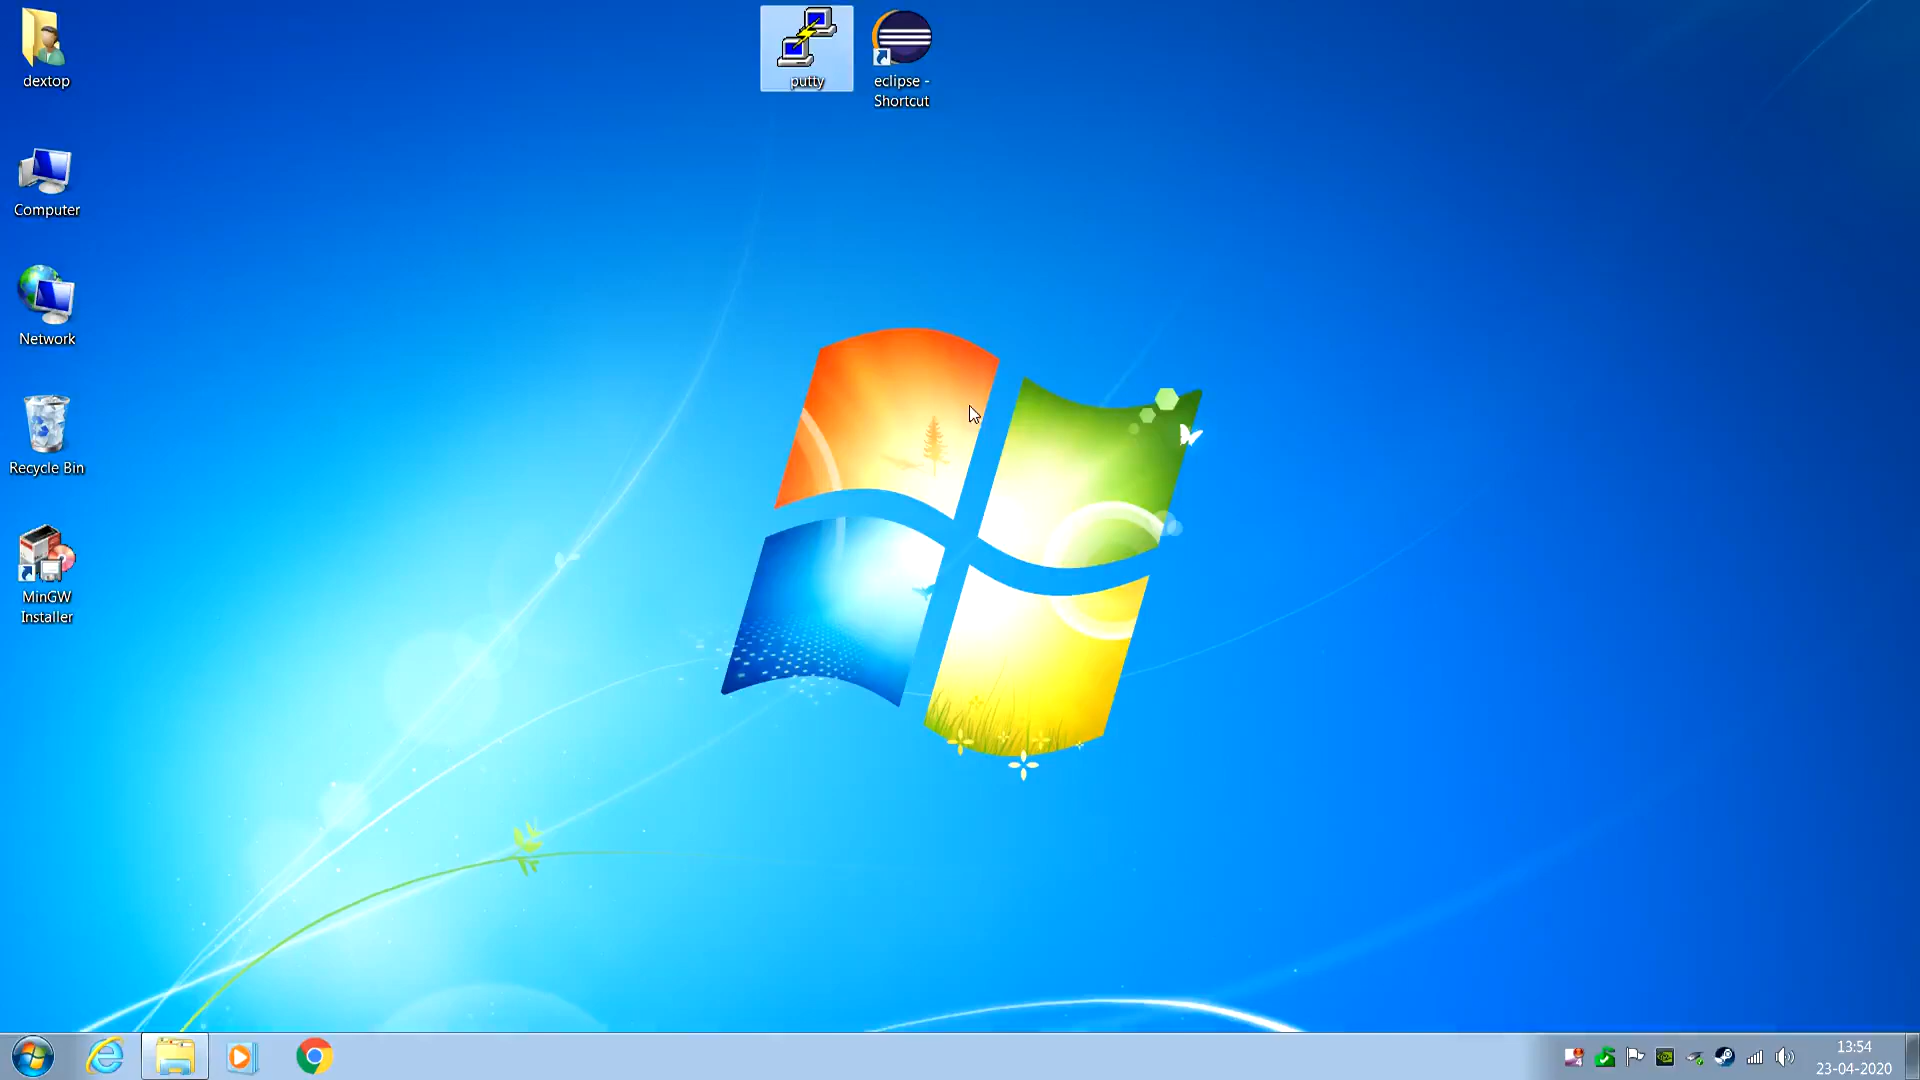 dextop
putty
eclipse -
Shortcut
Computer
Network
Recycle Bin
MinGW
Installer
13:54
23-04-2020